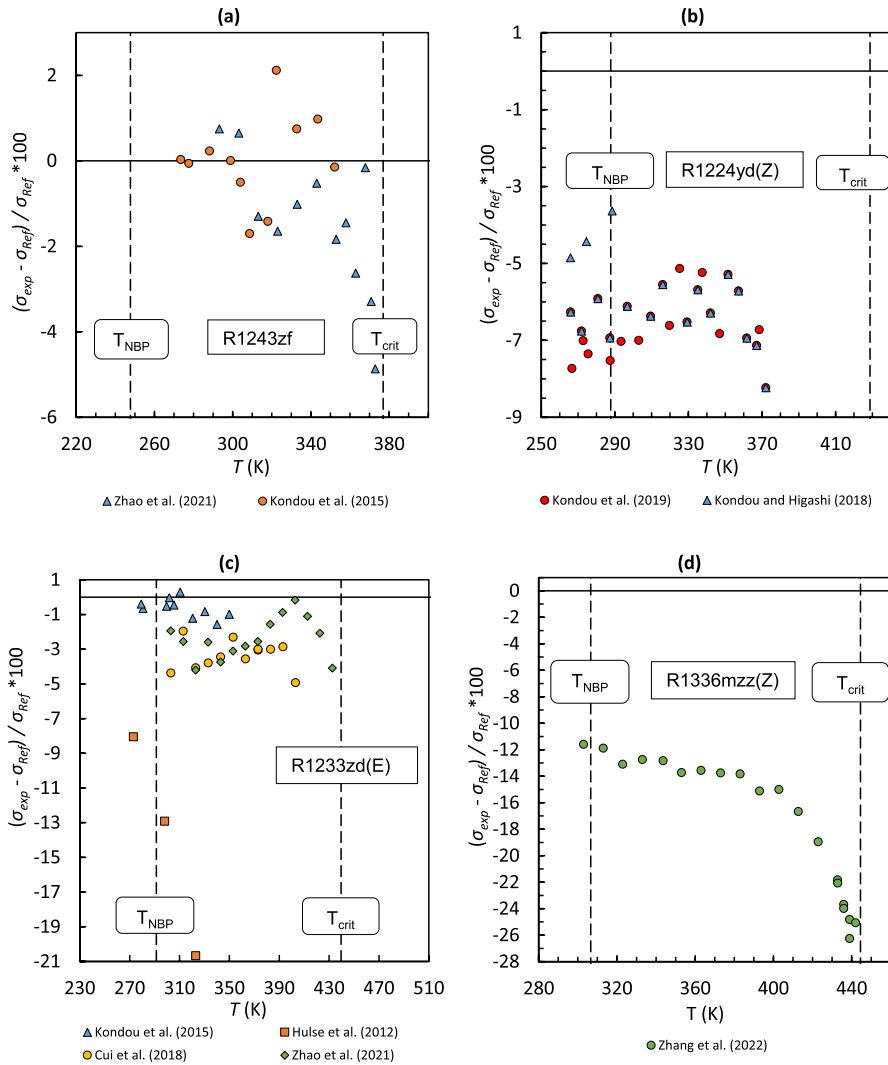 (a)
(σexp - σRef) / σRef *100
2
0
-2
-4
-6
TNBP
R1243zf
Tcrit
220
260
300
340
380
T (K)
Zhao et al. (2021)
Kondou et al. (2015)
(b)
(σexp - σRef) / σRef *100
1
-1
-3
-5
-7
-9
TNBP
R1224yd(Z)
Tcrit
250
290
330
370
410
T (K)
Kondou et al. (2019)
Kondou and Higashi (2018)
(c)
(σexp - σRef) / σRef *100
1
-1
-3
-5
-7
-9
-11
-13
-15
-17
-19
-21
R1233zd(E)
TNBP
Tcrit
230
270
310
350
390
430
470
510
T (K)
Kondou et al. (2015)
Hulse et al. (2012)
Cui et al. (2018)
Zhao et al. (2021)
(d)
(σexp - σRef) / σRef *100
0
-2
-4
-6
-8
-10
-12
-14
-16
-18
-20
-22
-24
-26
-28
TNBP
R1336mzz(Z)
Tcrit
280
320
360
400
440
T (K)
Zhang et al. (2022)